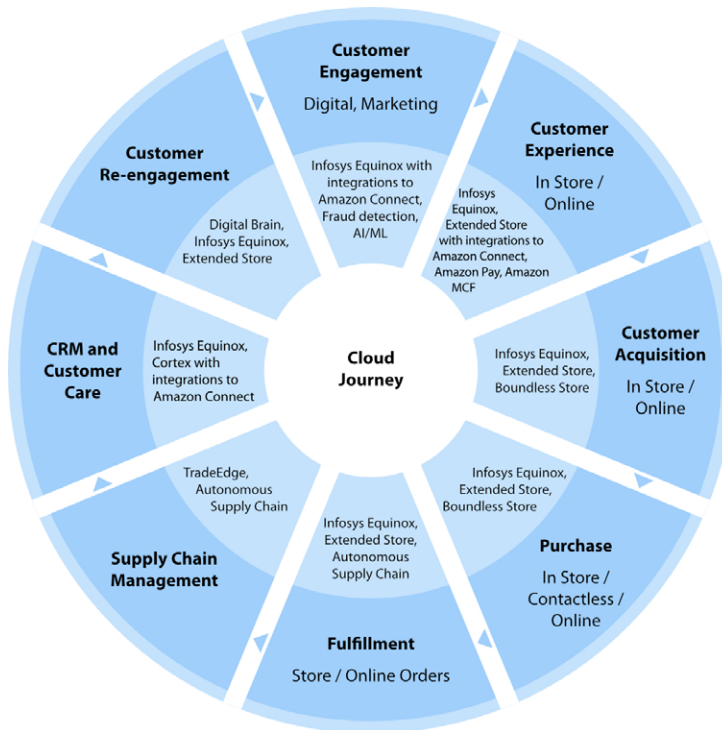 Customer
Engagement
Digital, Marketing
Infosys Equinox with
integrations to
Amazon Connect,
Fraud detection,
AI/ML
Customer
Experience
In Store /
Online
Infosys
Equinox,
Extended Store
with integrations to
Amazon Connect,
Amazon Pay, Amazon
MCF
Customer
Acquisition
In Store /
Online
Infosys Equinox,
Extended Store,
Boundless Store
Purchase
In Store /
Contactless /
Online
Infosys Equinox,
Extended Store,
Boundless Store
Fulfillment
Store / Online Orders
Infosys Equinox,
Extended Store,
Autonomous
Supply Chain
Supply Chain
Management
TradeEdge,
Autonomous
Supply Chain
CRM and
Customer
Care
Infosys Equinox,
Cortex with
integrations to
Amazon Connect
Customer
Re-engagement
Digital Brain,
Infosys Equinox,
Extended Store
Cloud
Journey